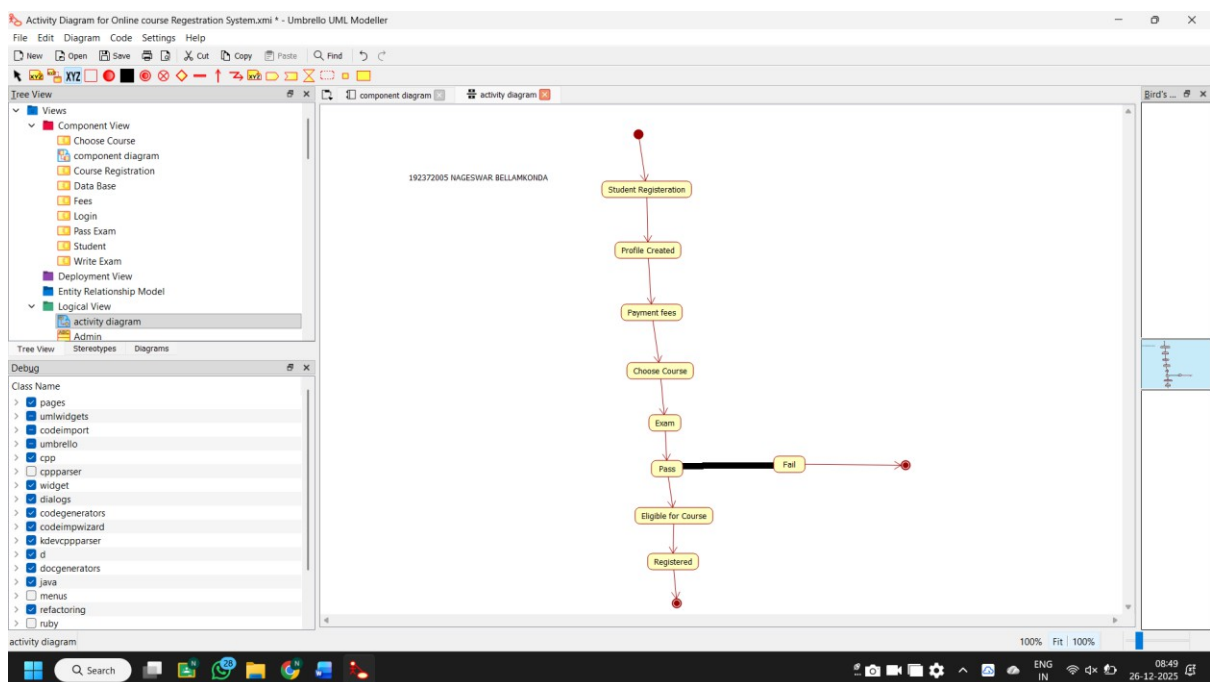 Activity Diagram for Online course Regestration System.xmi * - Umbrello UML Modeller
File Edit Diagram Code Settings Help
New Open Save Cut Copy Paste Find
XYZ
Tree View
component diagram
activity diagram
Bird's ...
Views
Component View
Choose Course
component diagram
Course Registration
Data Base
Fees
Login
Pass Exam
Student
Write Exam
Deployment View
Entity Relationship Model
Logical View
activity diagram
Admin
Tree View Stereotypes Diagrams
Debug
Class Name
pages
umlwidgets
codeimport
umbrello
cpp
cppparser
widget
dialogs
codegenerators
codeimpwizard
kdevcppparser
d
docgenerators
java
menus
refactoring
ruby
192372005 NAGESWAR BELLAMKONDA
Student Registeration
Profile Created
Payment fees
Choose Course
Exam
Pass
Fail
Eligible for Course
Registered
activity diagram
100% Fit 100%
Search
28
ENG
IN
08:49
26-12-2025